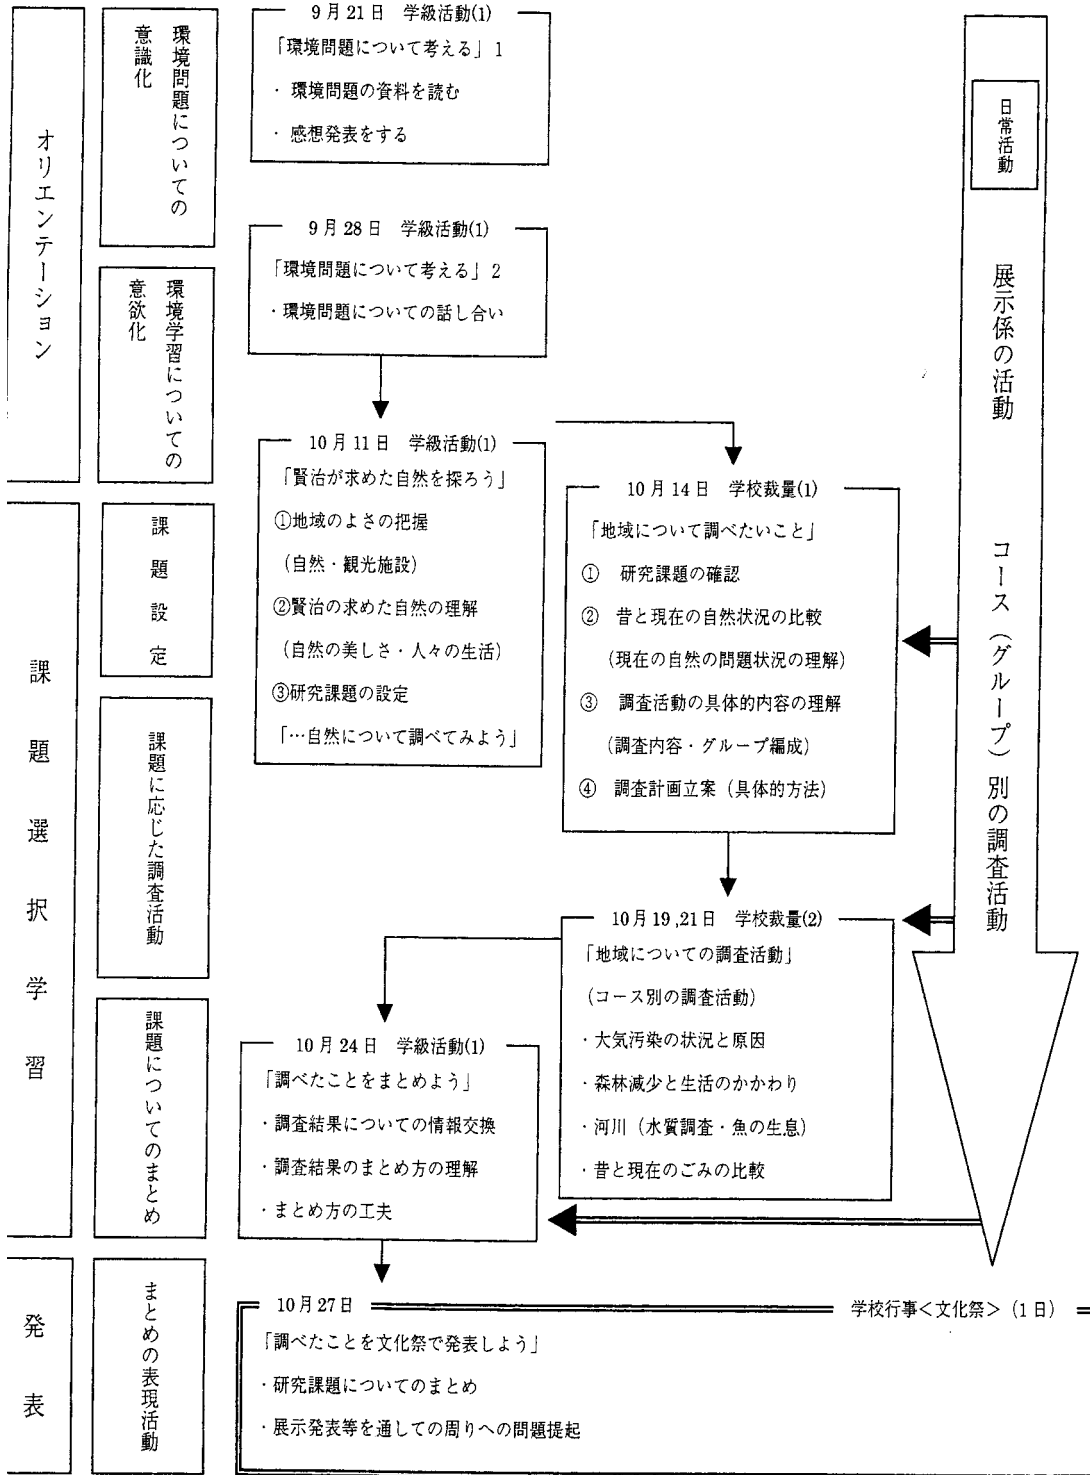 オリエンテーション
環境問題についての
意識化
環境学習についての
意欲化
9月21日 学級活動(1)
「環境問題について考える」1
・環境問題の資料を読む
・感想発表をする
9月28日 学級活動(1)
「環境問題について考える」2
・環境問題についての話し合い
課題選択学習
課題設定
課題に応じた調査活動
課題についてのまとめ
10月11日 学級活動(1)
「賢治が求めた自然を探ろう」
①地域のよさの把握
(自然・観光施設)
②賢治の求めた自然の理解
(自然の美しさ・人々の生活)
③研究課題の設定
「…自然について調べてみよう」
10月14日 学校裁量(1)
「地域について調べたいこと」
① 研究課題の確認
② 昔と現在の自然状況の比較
(現在の自然の問題状況の理解)
③ 調査活動の具体的内容の理解
(調査内容・グループ編成)
④ 調査計画立案(具体的方法)
10月19,21日 学校裁量(2)
「地域についての調査活動」
(コース別の調査活動)
・大気汚染の状況と原因
・森林減少と生活のかかわり
・河川(水質調査・魚の生息)
・昔と現在のごみの比較
10月24日 学級活動(1)
「調べたことをまとめよう」
・調査結果についての情報交換
・調査結果のまとめ方の理解
・まとめ方の工夫
日常活動
展示係の活動
コース(グループ)別の調査活動
発表
まとめの表現活動
10月27日
学校行事<文化祭>(1日)
「調べたことを文化祭で発表しよう」
・研究課題についてのまとめ
・展示発表等を通しての周りへの問題提起